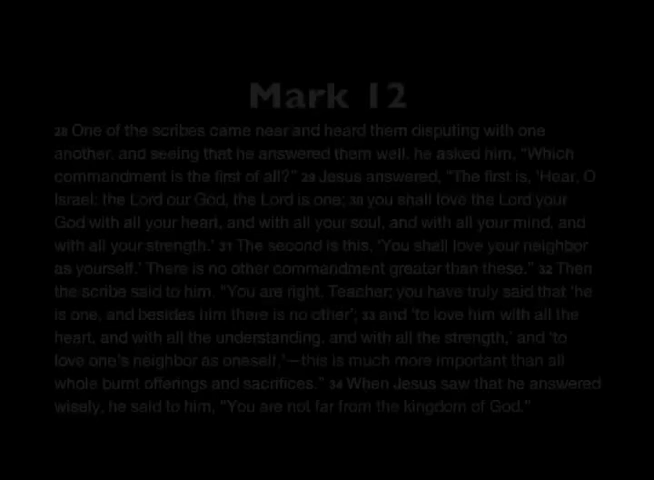 Mark 12
28 One of the scribes came near and heard them disputing with one
another, and seeing that he answered them well, he asked him, "Which
commandment is the first of all?" 29 Jesus answered, "The first is, 'Hear, O
Israel: the Lord our God, the Lord is one; 30 you shall love the Lord your
God with all your heart, and with all your soul, and with all your mind, and
with all your strength.' 31 The second is this, 'You shall love your neighbor
as yourself.' There is no other commandment greater than these." 32 Then
the scribe said to him, "You are right, Teacher; you have truly said that 'he
is one, and besides him there is no other'; 33 and 'to love him with all the
heart, and with all the understanding, and with all the strength,' and 'to
love one's neighbor as oneself,'—this is much more important than all
whole burnt offerings and sacrifices." 34 When Jesus saw that he answered
wisely, he said to him, "You are not far from the kingdom of God."